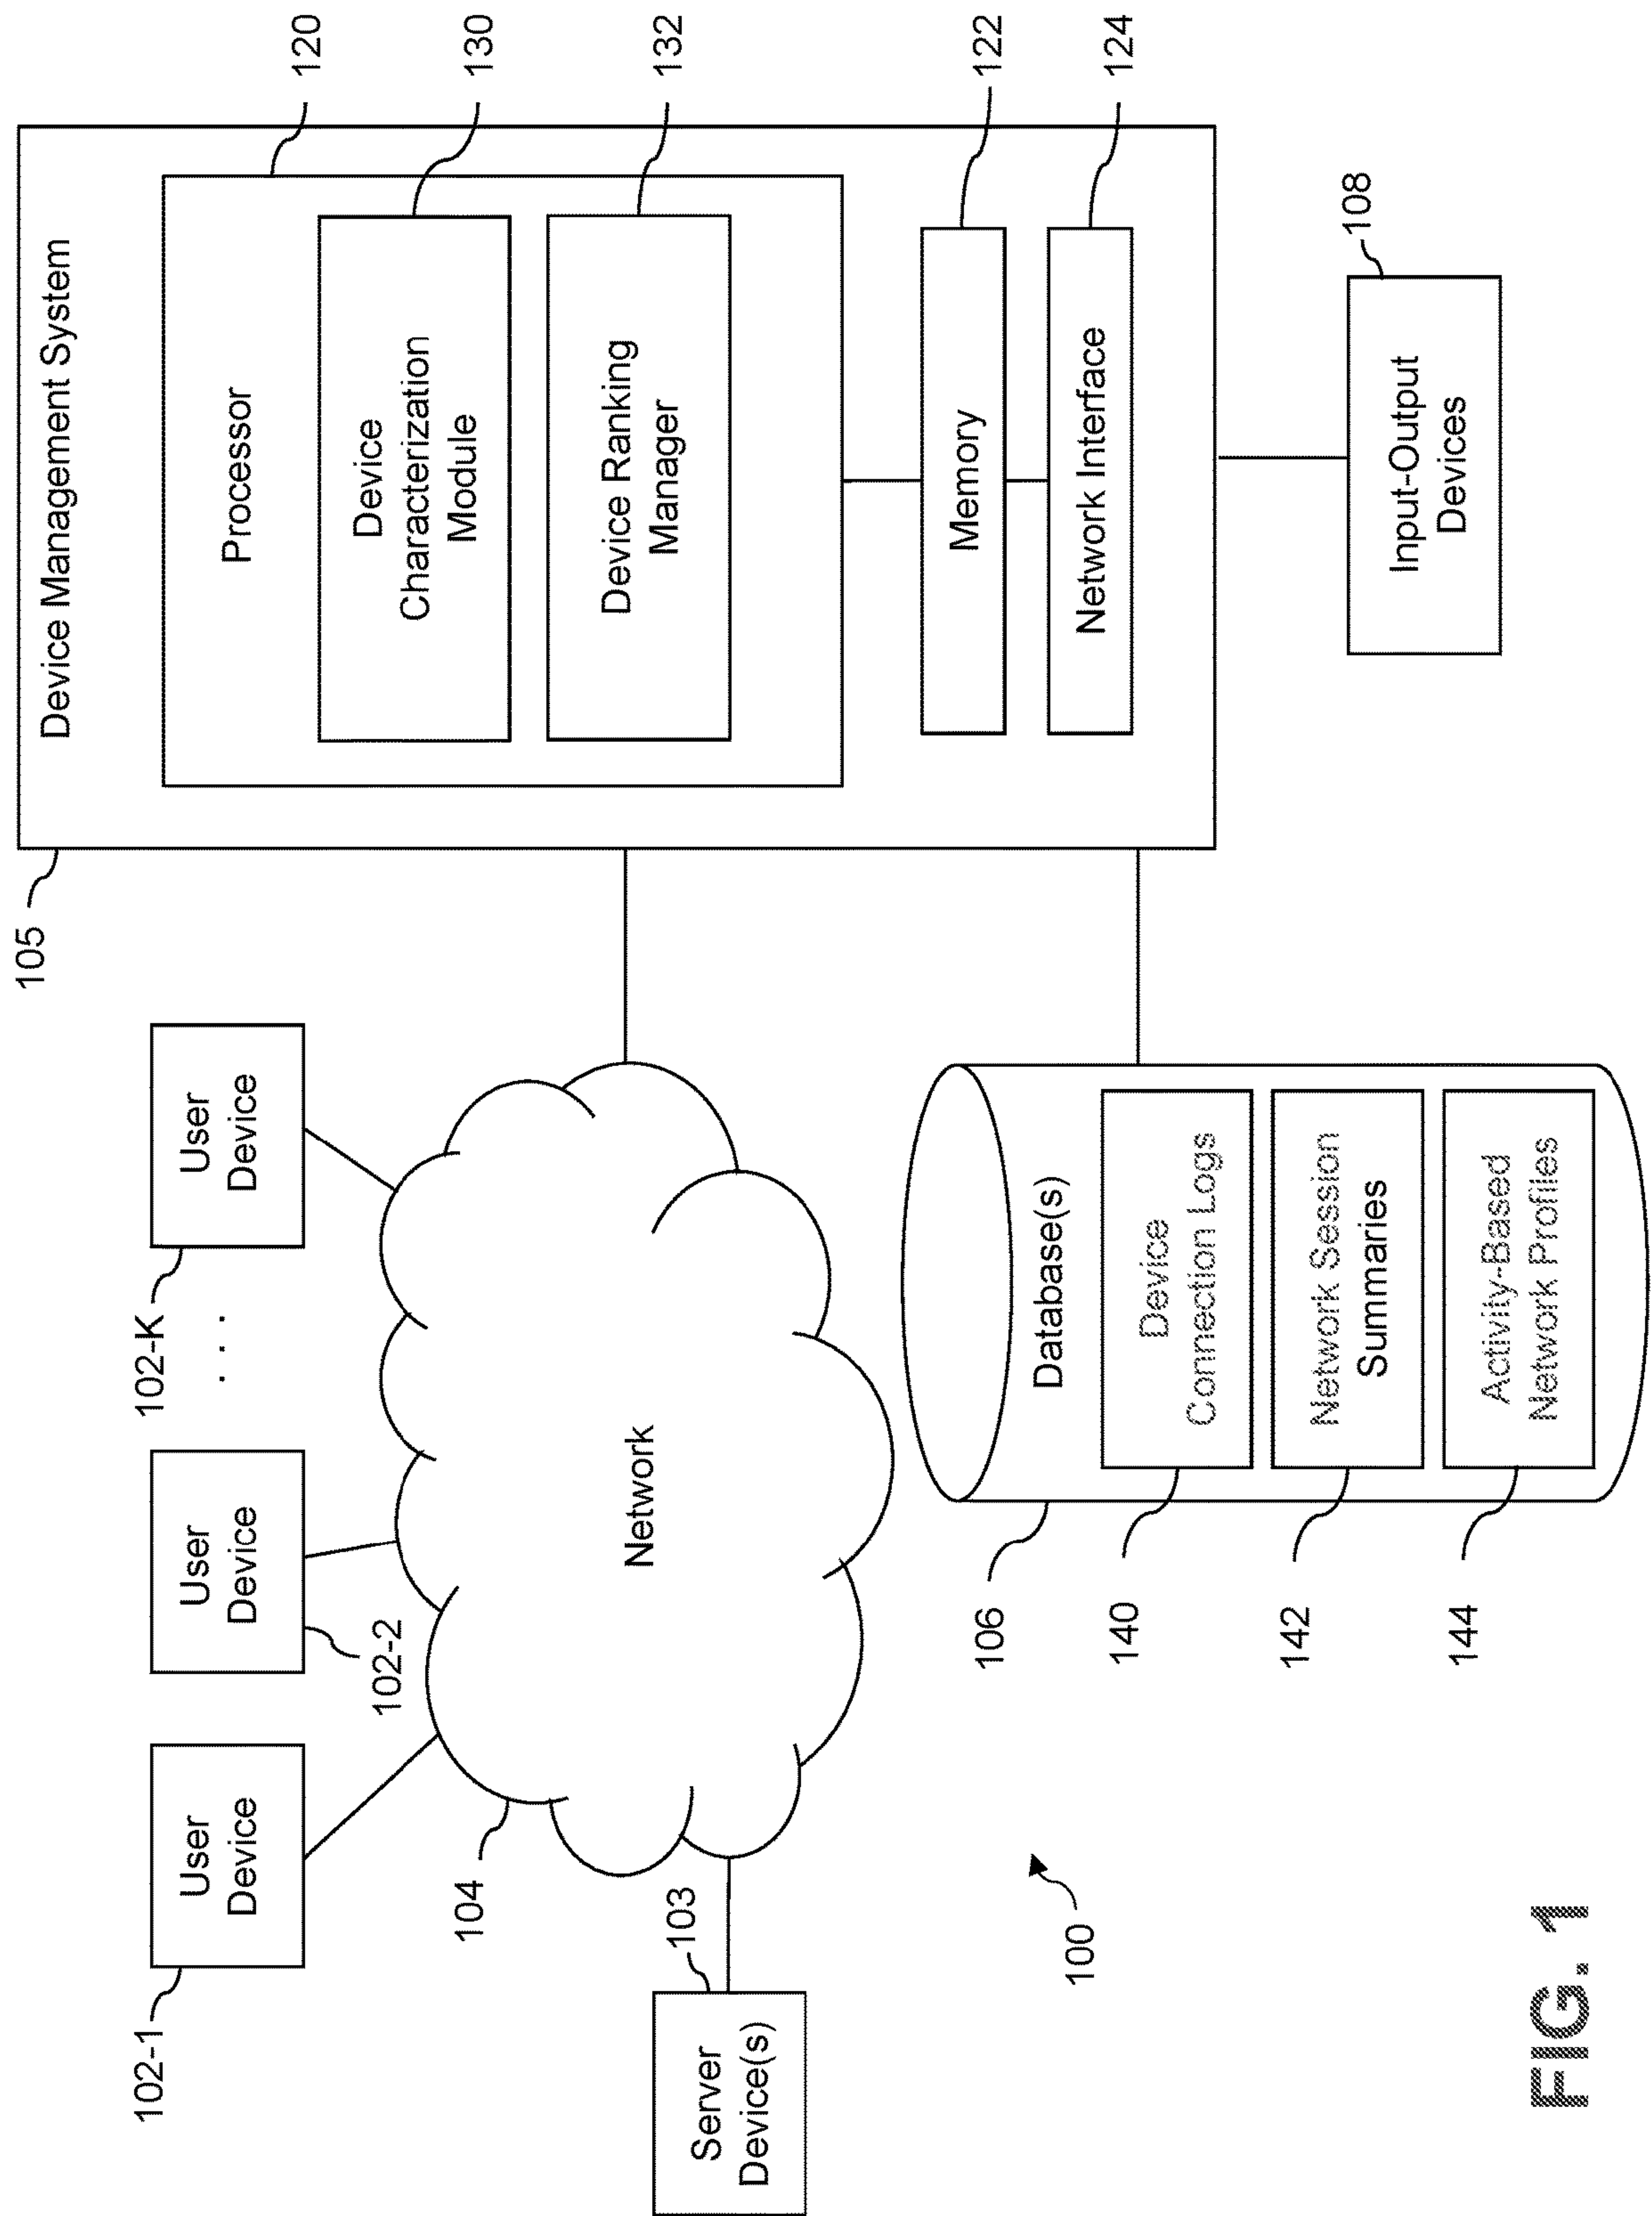 102-1
User
Device
102-2
User
Device
. . .
102-K
User
Device
105
Device Management System
Processor
120
Device
Characterization
Module
130
Device Ranking
Manager
132
Memory
122
Network Interface
124
Input-Output
Devices
108
104
Network
Server
Device(s)
103
106
Database(s)
140
Device
Connection Logs
142
Network Session
Summaries
144
Activity-Based
Network Profiles
100
FIG. 1